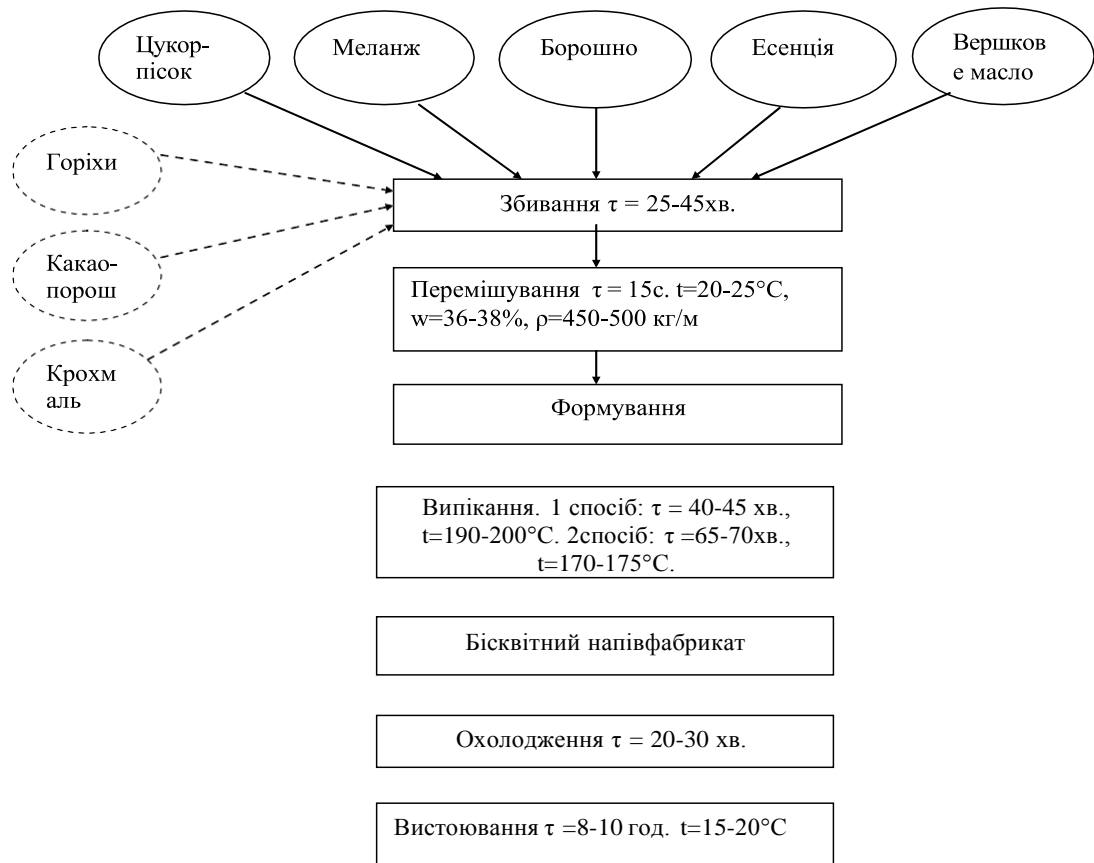 Цукор-
пісок
Меланж
Борошно
Есенція
Вершков
е масло
Горіхи
Збивання τ = 25-45хв.
Какао-
порош
Перемішування τ = 15с. t=20-25°C,
w=36-38%, ρ=450-500 кг/м
Крохм
аль
Формування
Випікання. 1 спосіб: τ = 40-45 хв.,
t=190-200°C. 2спосіб: τ =65-70хв.,
t=170-175°C.
Бісквітний напівфабрикат
Охолодження τ = 20-30 хв.
Вистоювання τ =8-10 год. t=15-20°C